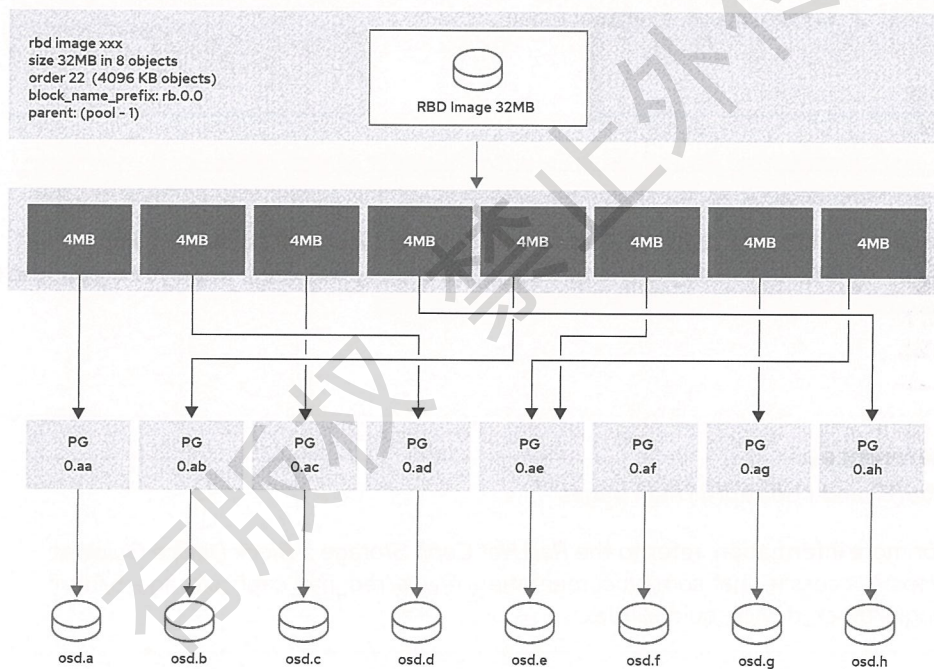 rbd image xxx
size 32MB in 8 objects
order 22 (4096 KB objects)
block_name_prefix: rb.0.0
parent: (pool - 1)
RBD Image 32MB
4MB
4MB
4MB
4MB
4MB
4MB
4MB
4MB
PG
0.aa
PG
0.ab
PG
0.ac
PG
0.ad
PG
0.ae
PG
0.af
PG
0.ag
PG
0.ah
osd.a
osd.b
osd.c
osd.d
osd.e
osd.f
osd.g
osd.h
有版权 禁止外